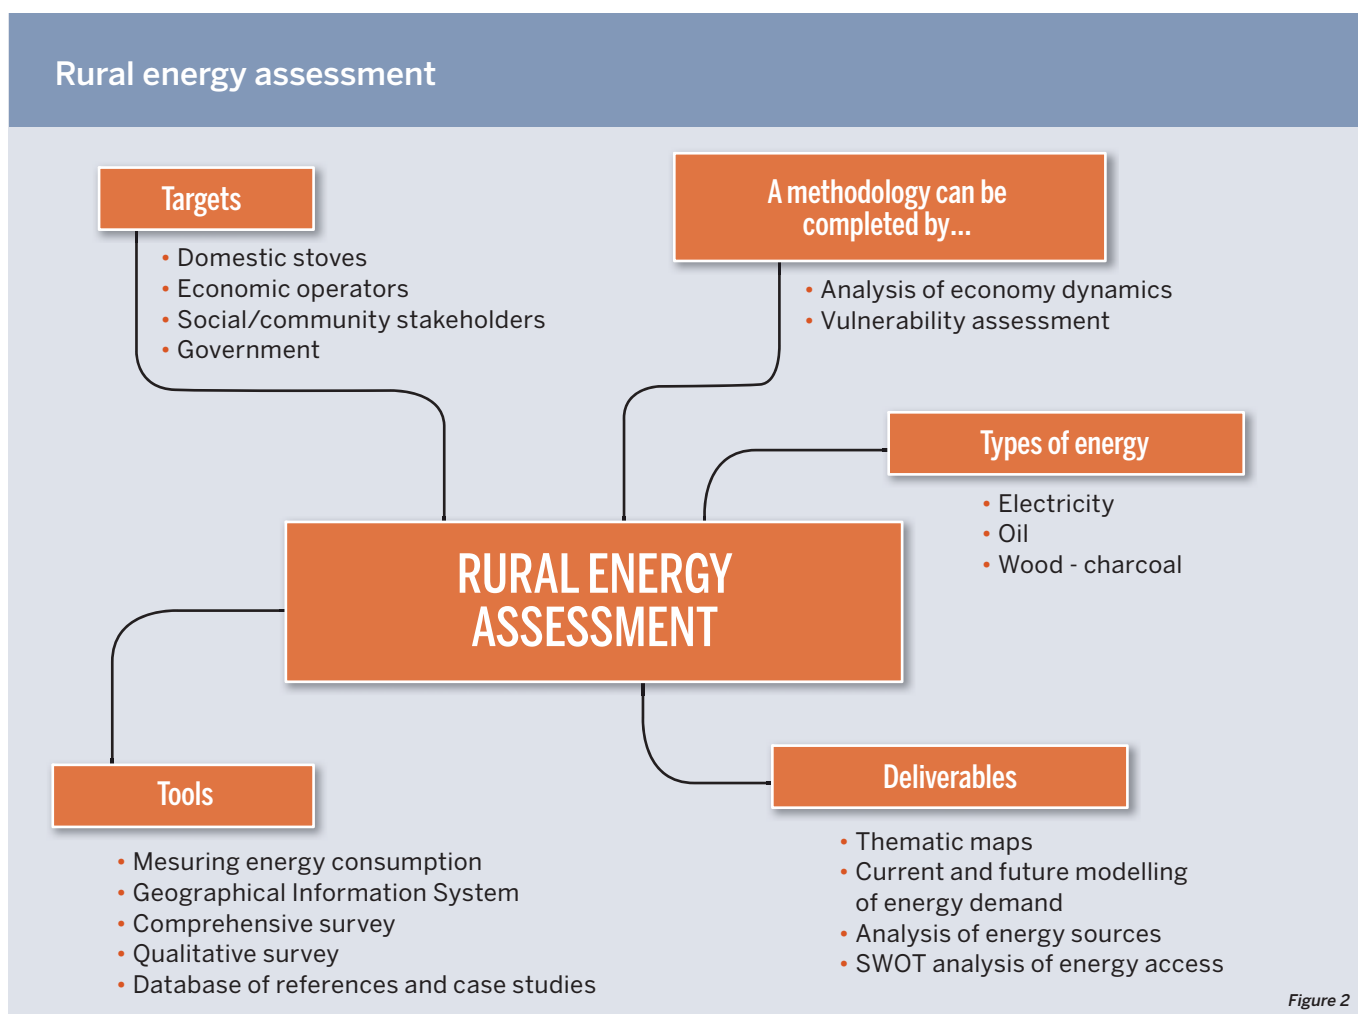 Rural energy assessment
Targets
• Domestic stoves
• Economic operators
• Social/community stakeholders
• Government
A methodology can be
completed by...
• Analysis of economy dynamics
• Vulnerability assessment
Types of energy
• Electricity
• Oil
• Wood - charcoal
RURAL ENERGY
ASSESSMENT
Tools
• Mesuring energy consumption
• Geographical Information System
• Comprehensive survey
• Qualitative survey
• Database of references and case studies
Deliverables
• Thematic maps
• Current and future modelling
of energy demand
• Analysis of energy sources
• SWOT analysis of energy access
Figure 2